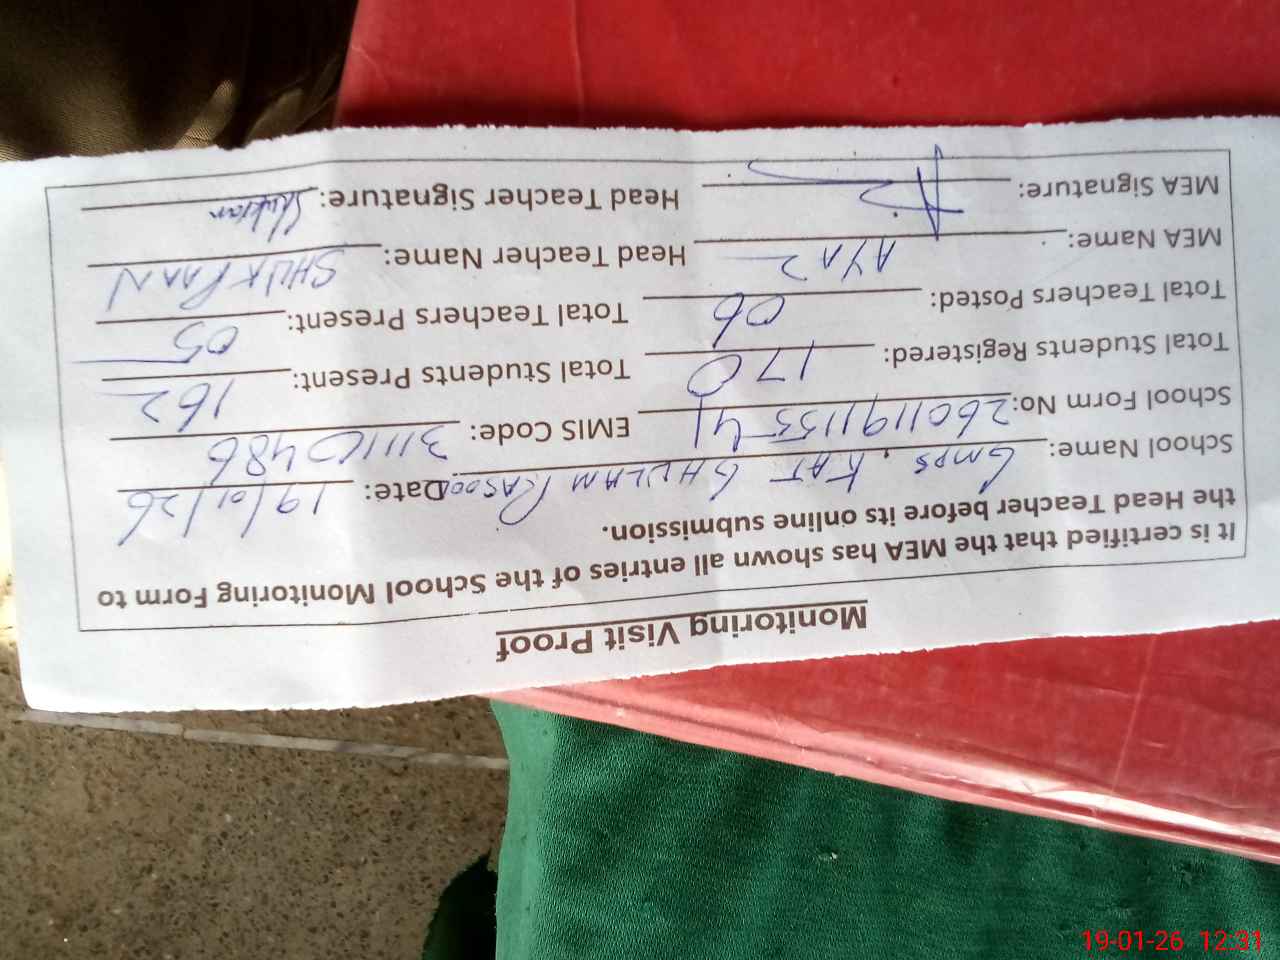 Monitoring Visit Proof
It is certified that the MEA has shown all entries of the School Monitoring Form to
the Head Teacher before its online submission.
School Name: GMPS. KAT GHULAM RASOOL Date: 19/01/26
School Form No: 260119115541 EMIS Code: 31110486
Total Students Registered: 170 Total Students Present: 162
Total Teachers Posted: 06 Total Teachers Present: 05
MEA Name: AYAZ Head Teacher Name:
MEA Signature: Head Teacher Signature:
19-01-26 12:31